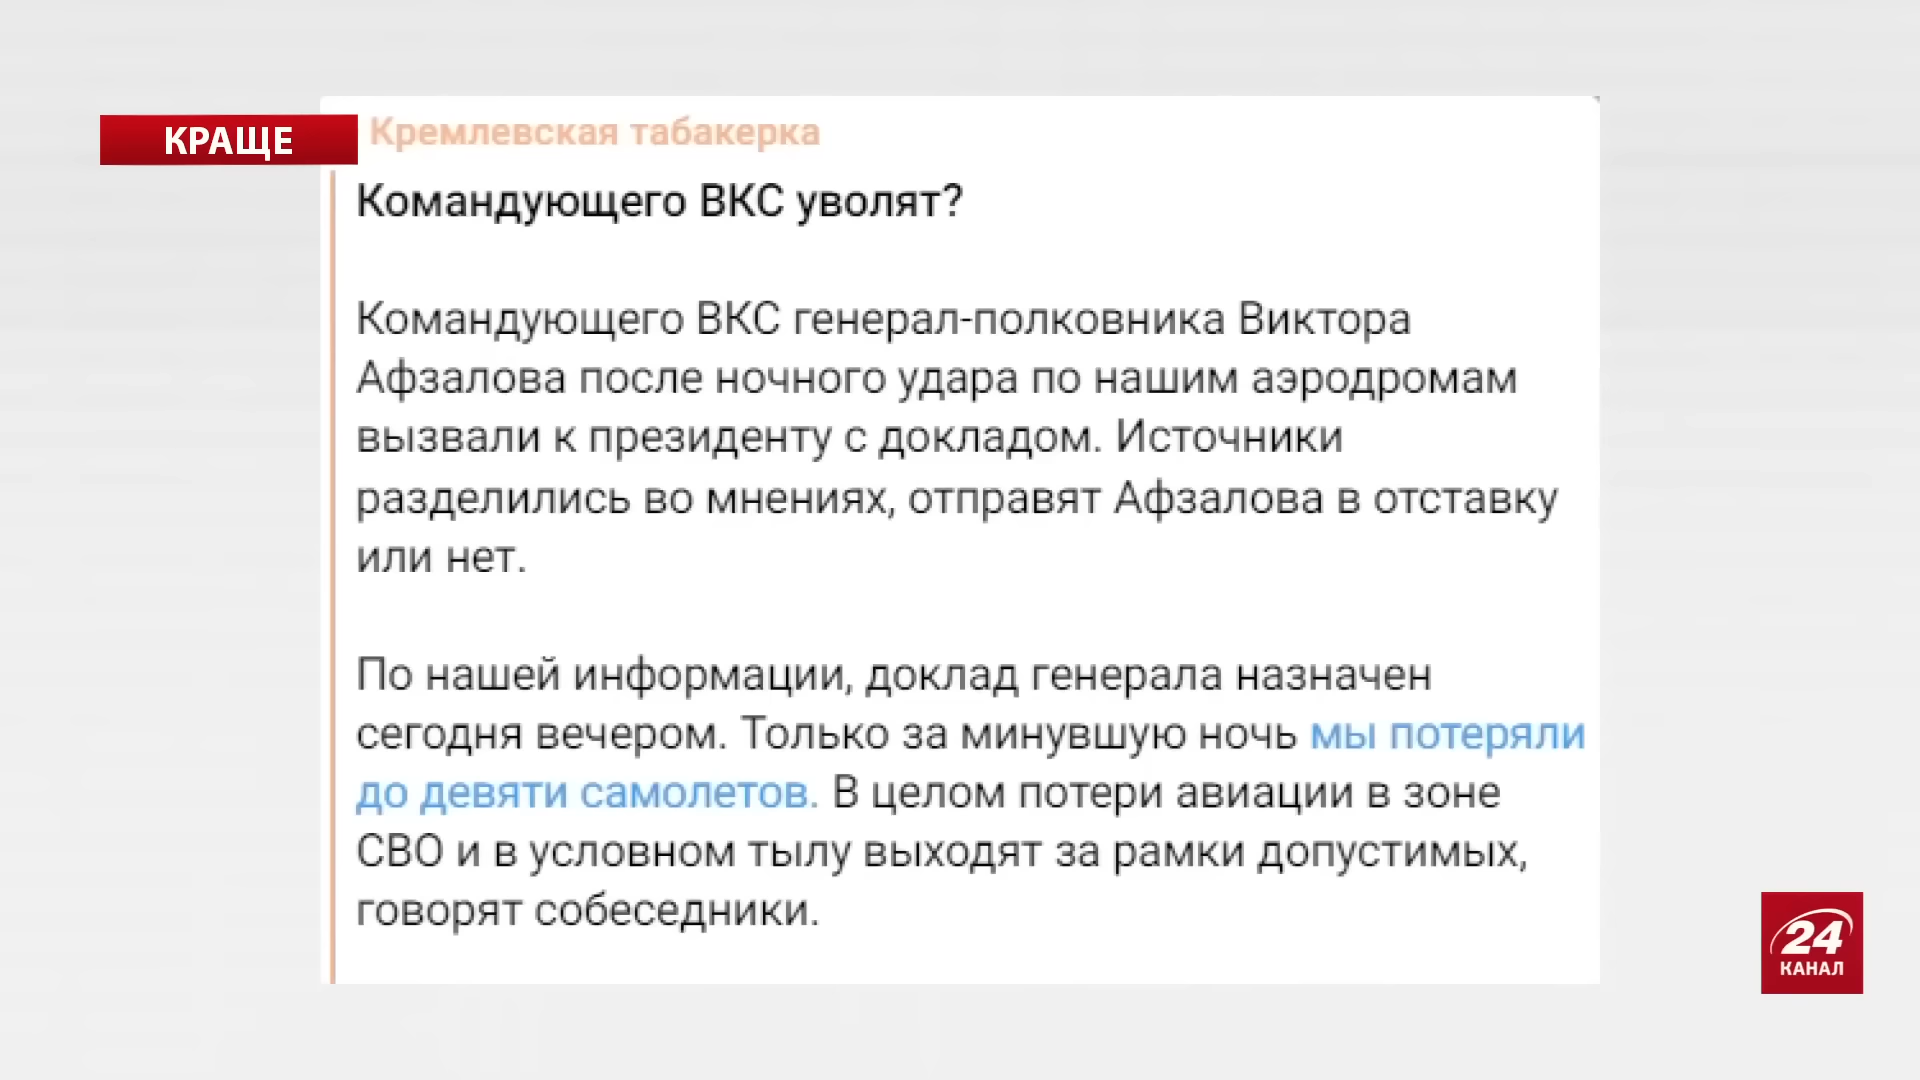 КРАЩЕ
Кремлевская табакерка
Командующего ВКС уволят?
Командующего ВКС генерал-полковника Виктора
Афзалова после ночного удара по нашим аэродромам
вызвали к президенту с докладом. Источники
разделились во мнениях, отправят Афзалова в отставку
или нет.
По нашей информации, доклад генерала назначен
сегодня вечером. Только за минувшую ночь мы потеряли
до девяти самолетов. В целом потери авиации в зоне
СВО и в условном тылу выходят за рамки допустимых,
говорят собеседники.
24
КАНАЛ